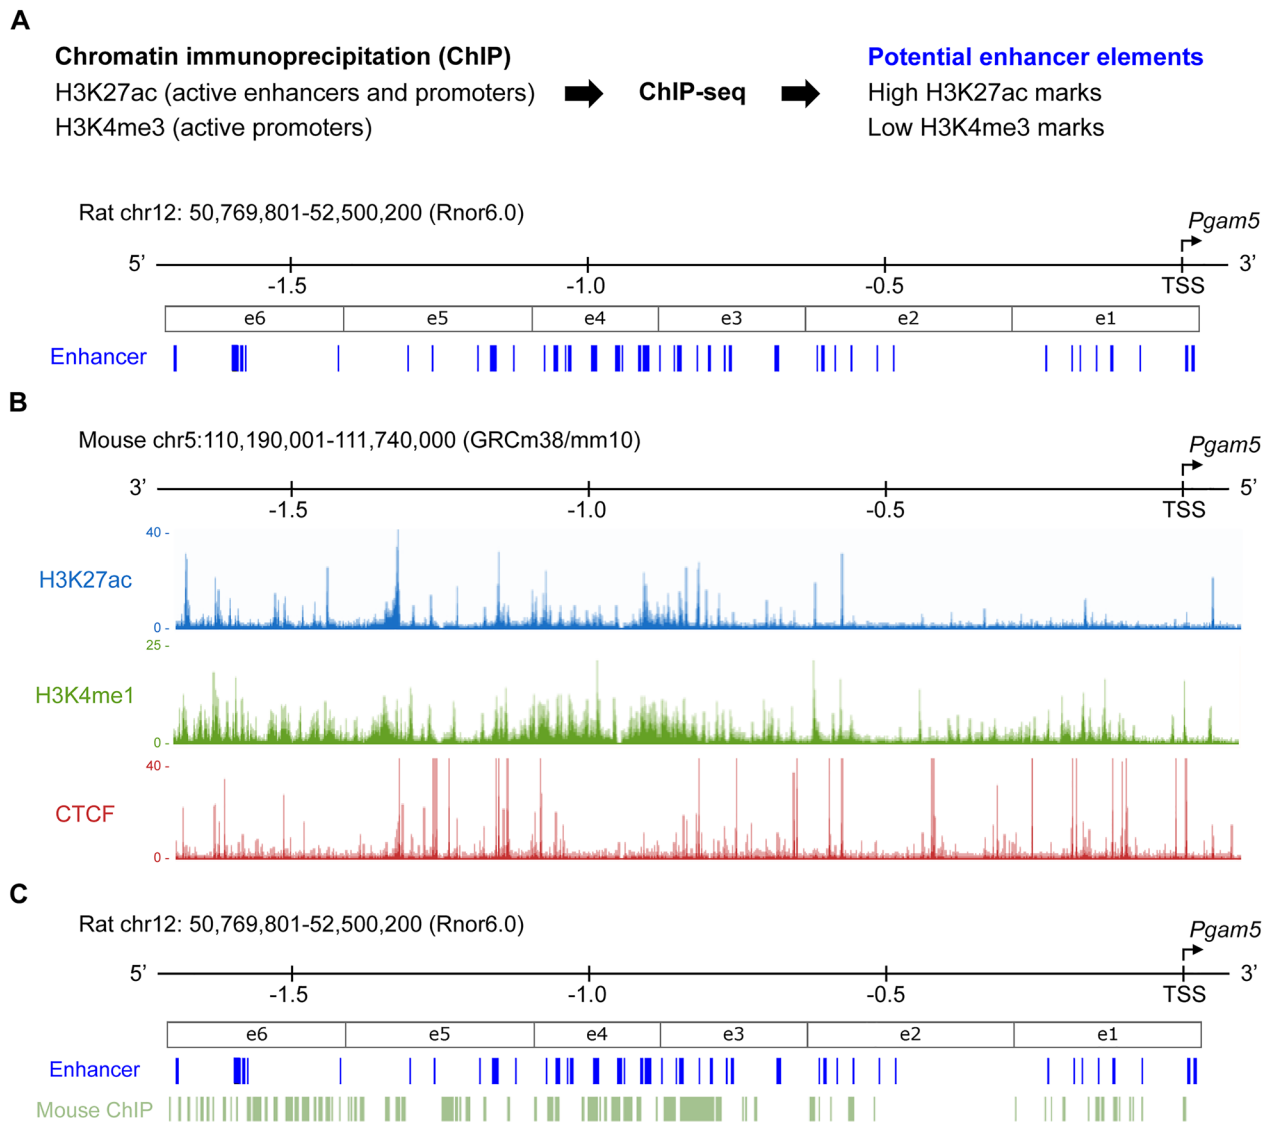 A
Chromatin immunoprecipitation (ChIP)
H3K27ac (active enhancers and promoters)
H3K4me3 (active promoters)
ChIP-seq
Potential enhancer elements
High H3K27ac marks
Low H3K4me3 marks
Rat chr12: 50,769,801-52,500,200 (Rnor6.0)
Pgam5
5’ 3’
-1.5 -1.0 -0.5 TSS
e6 e5 e4 e3 e2 e1
Enhancer
B
Mouse chr5:110,190,001-111,740,000 (GRCm38/mm10)
Pgam5
3’ 5’
-1.5 -1.0 -0.5 TSS
40 -
H3K27ac
0 -
25 -
H3K4me1
0 -
40 -
CTCF
0 -
C
Rat chr12: 50,769,801-52,500,200 (Rnor6.0)
Pgam5
5’ 3’
-1.5 -1.0 -0.5 TSS
e6 e5 e4 e3 e2 e1
Enhancer
Mouse ChIP